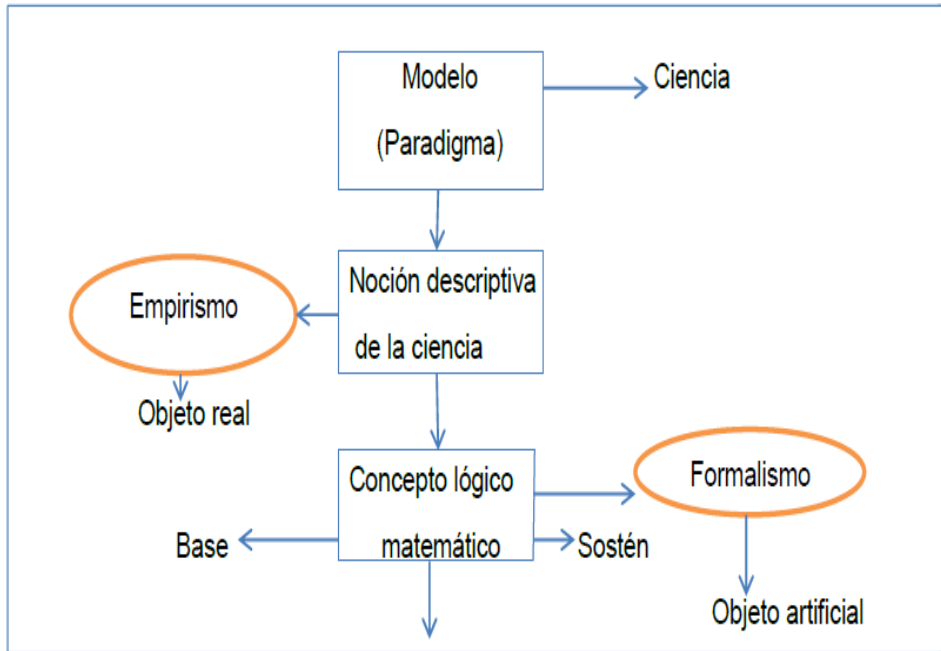 Modelo
(Paradigma)
Ciencia
Noción descriptiva
de la ciencia
Empirismo
Objeto real
Concepto lógico
matemático
Formalismo
Base
Sostén
Objeto artificial